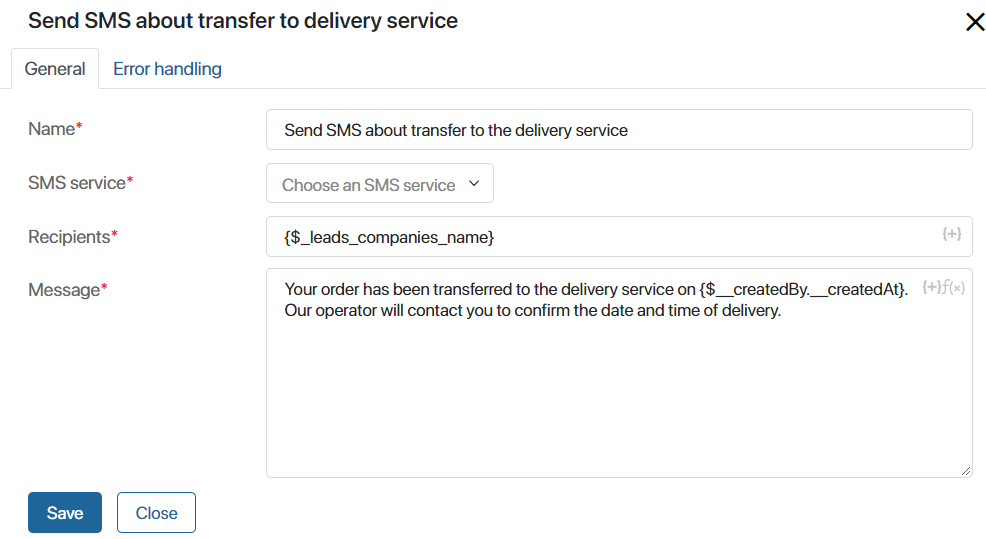 Send SMS about transfer to delivery service
General
Error handling
Name*
Send SMS about transfer to the delivery service
SMS service*
Choose an SMS service
Recipients*
{$_leads_companies_name}
{+}
Message*
Your order has been transferred to the delivery service on {$__createdBy.__createdAt}.
{+}f(x)
Our operator will contact you to confirm the date and time of delivery.
Save
Close